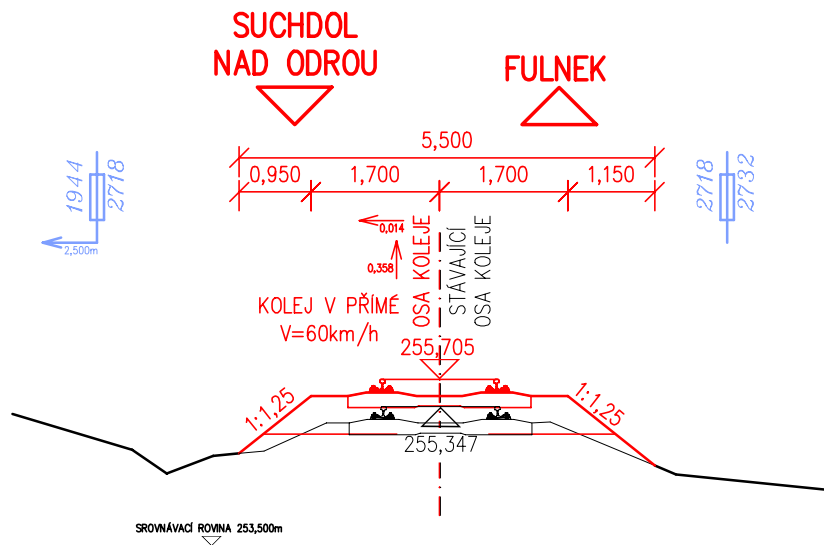 SUCHDOL
NAD ODROU
FULNEK
5,500
0,950
1,700
1,700
1,150
1944
2718
2,500m
2718
2732
0,014
0,358
OSA KOLEJE
STÁVAJÍCÍ
OSA KOLEJE
KOLEJ V PŘÍMÉ
V=60km/h
255,705
1:1,25
1:1,25
255,347
SROVNÁVACÍ ROVINA 253,500m